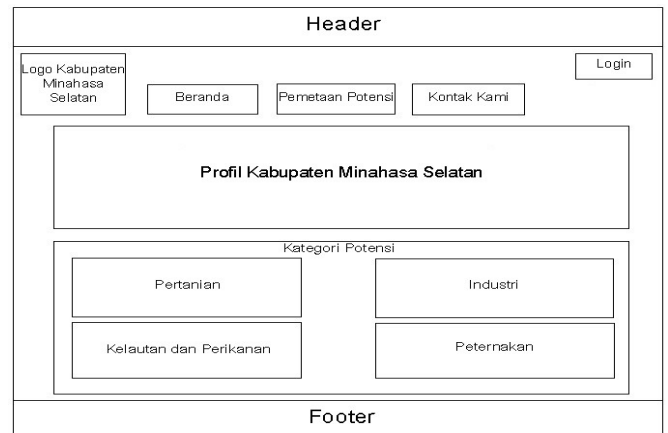 Header
Logo Kabupaten
Minahasa
Selatan
Login
Beranda
Pemetaan Potensi
Kontak Kami
Profil Kabupaten Minahasa Selatan
Kategori Potensi
Pertanian
Industri
Kelautan dan Perikanan
Peternakan
Footer